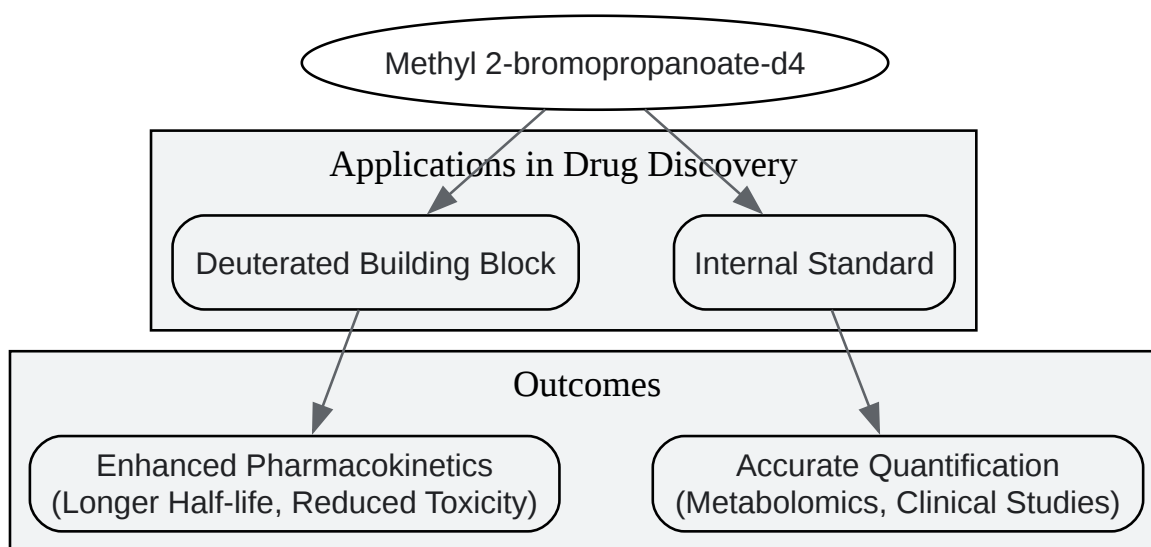 Methyl 2-bromopropanoate-d4
Applications in Drug Discovery
Deuterated Building Block
Internal Standard
Outcomes
Enhanced Pharmacokinetics
(Longer Half-life, Reduced Toxicity)
Accurate Quantification
(Metabolomics, Clinical Studies)